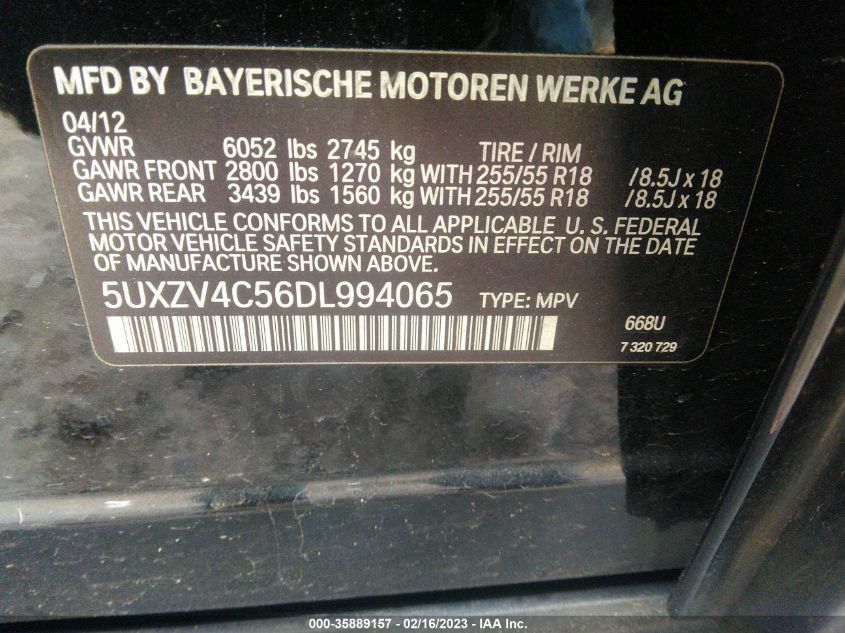 MFD BY BAYERISCHE MOTOREN WERKE AG
04/12
GVWR 6052 lbs 2745 kg TIRE / RIM
GAWR FRONT 2800 lbs 1270 kg WITH 255/55 R18 /8.5J x 18
GAWR REAR 3439 lbs 1560 kg WITH 255/55 R18 /8.5J x 18
THIS VEHICLE CONFORMS TO ALL APPLICABLE U. S. FEDERAL
MOTOR VEHICLE SAFETY STANDARDS IN EFFECT ON THE DATE
OF MANUFACTURE SHOWN ABOVE.
5UXZV4C56DL994065 TYPE: MPV
668U
7 320 729
000-35889157 - 02/16/2023 - IAA Inc.